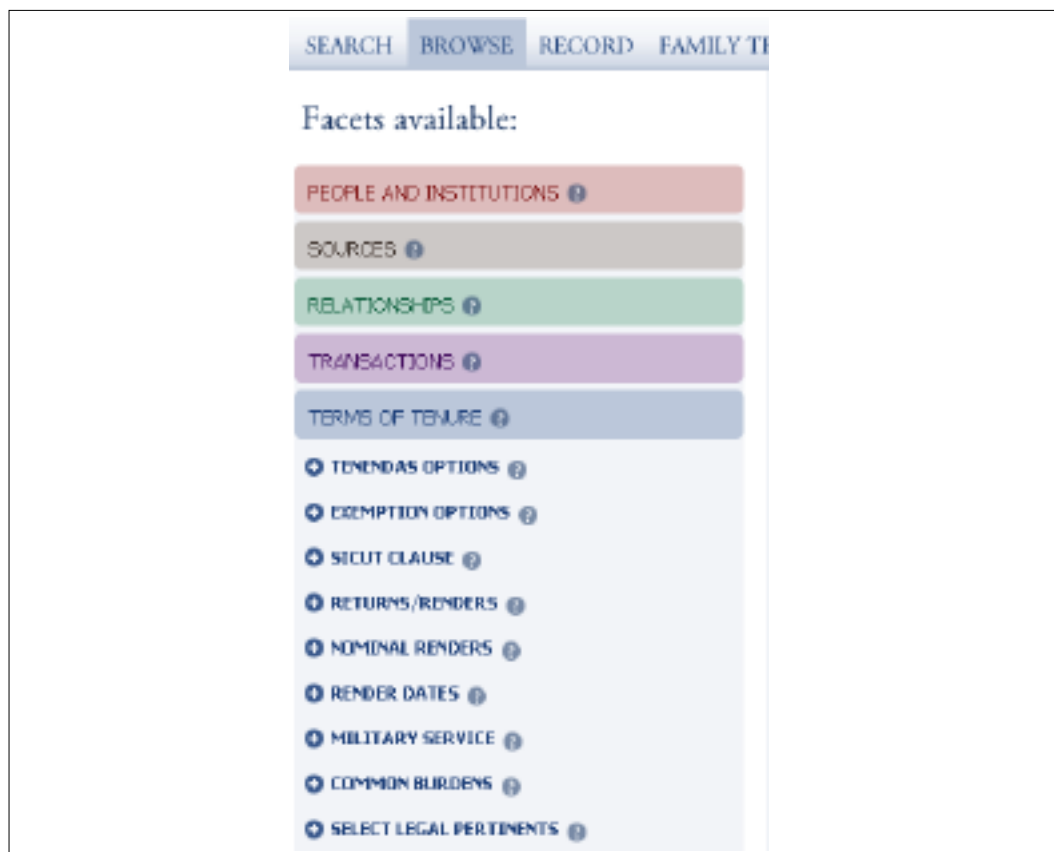 SEARCH BROWSE RECORD FAMILY
Facets available:
PEOPLE AND INSTITUTIONS ?
SOURCES ?
RELATIONSHIPS ?
TRANSACTIONS ?
TERMS OF TENURE ?
TENENDAS OPTIONS ?
EXEMPTION OPTIONS ?
SICUT CLAUSE ?
RETURNS/RENDERS ?
NOMINAL RENDERS ?
RENDER DATES ?
MILITARY SERVICE ?
COMMON BURDENS ?
SELECT LEGAL PERTINENTS ?